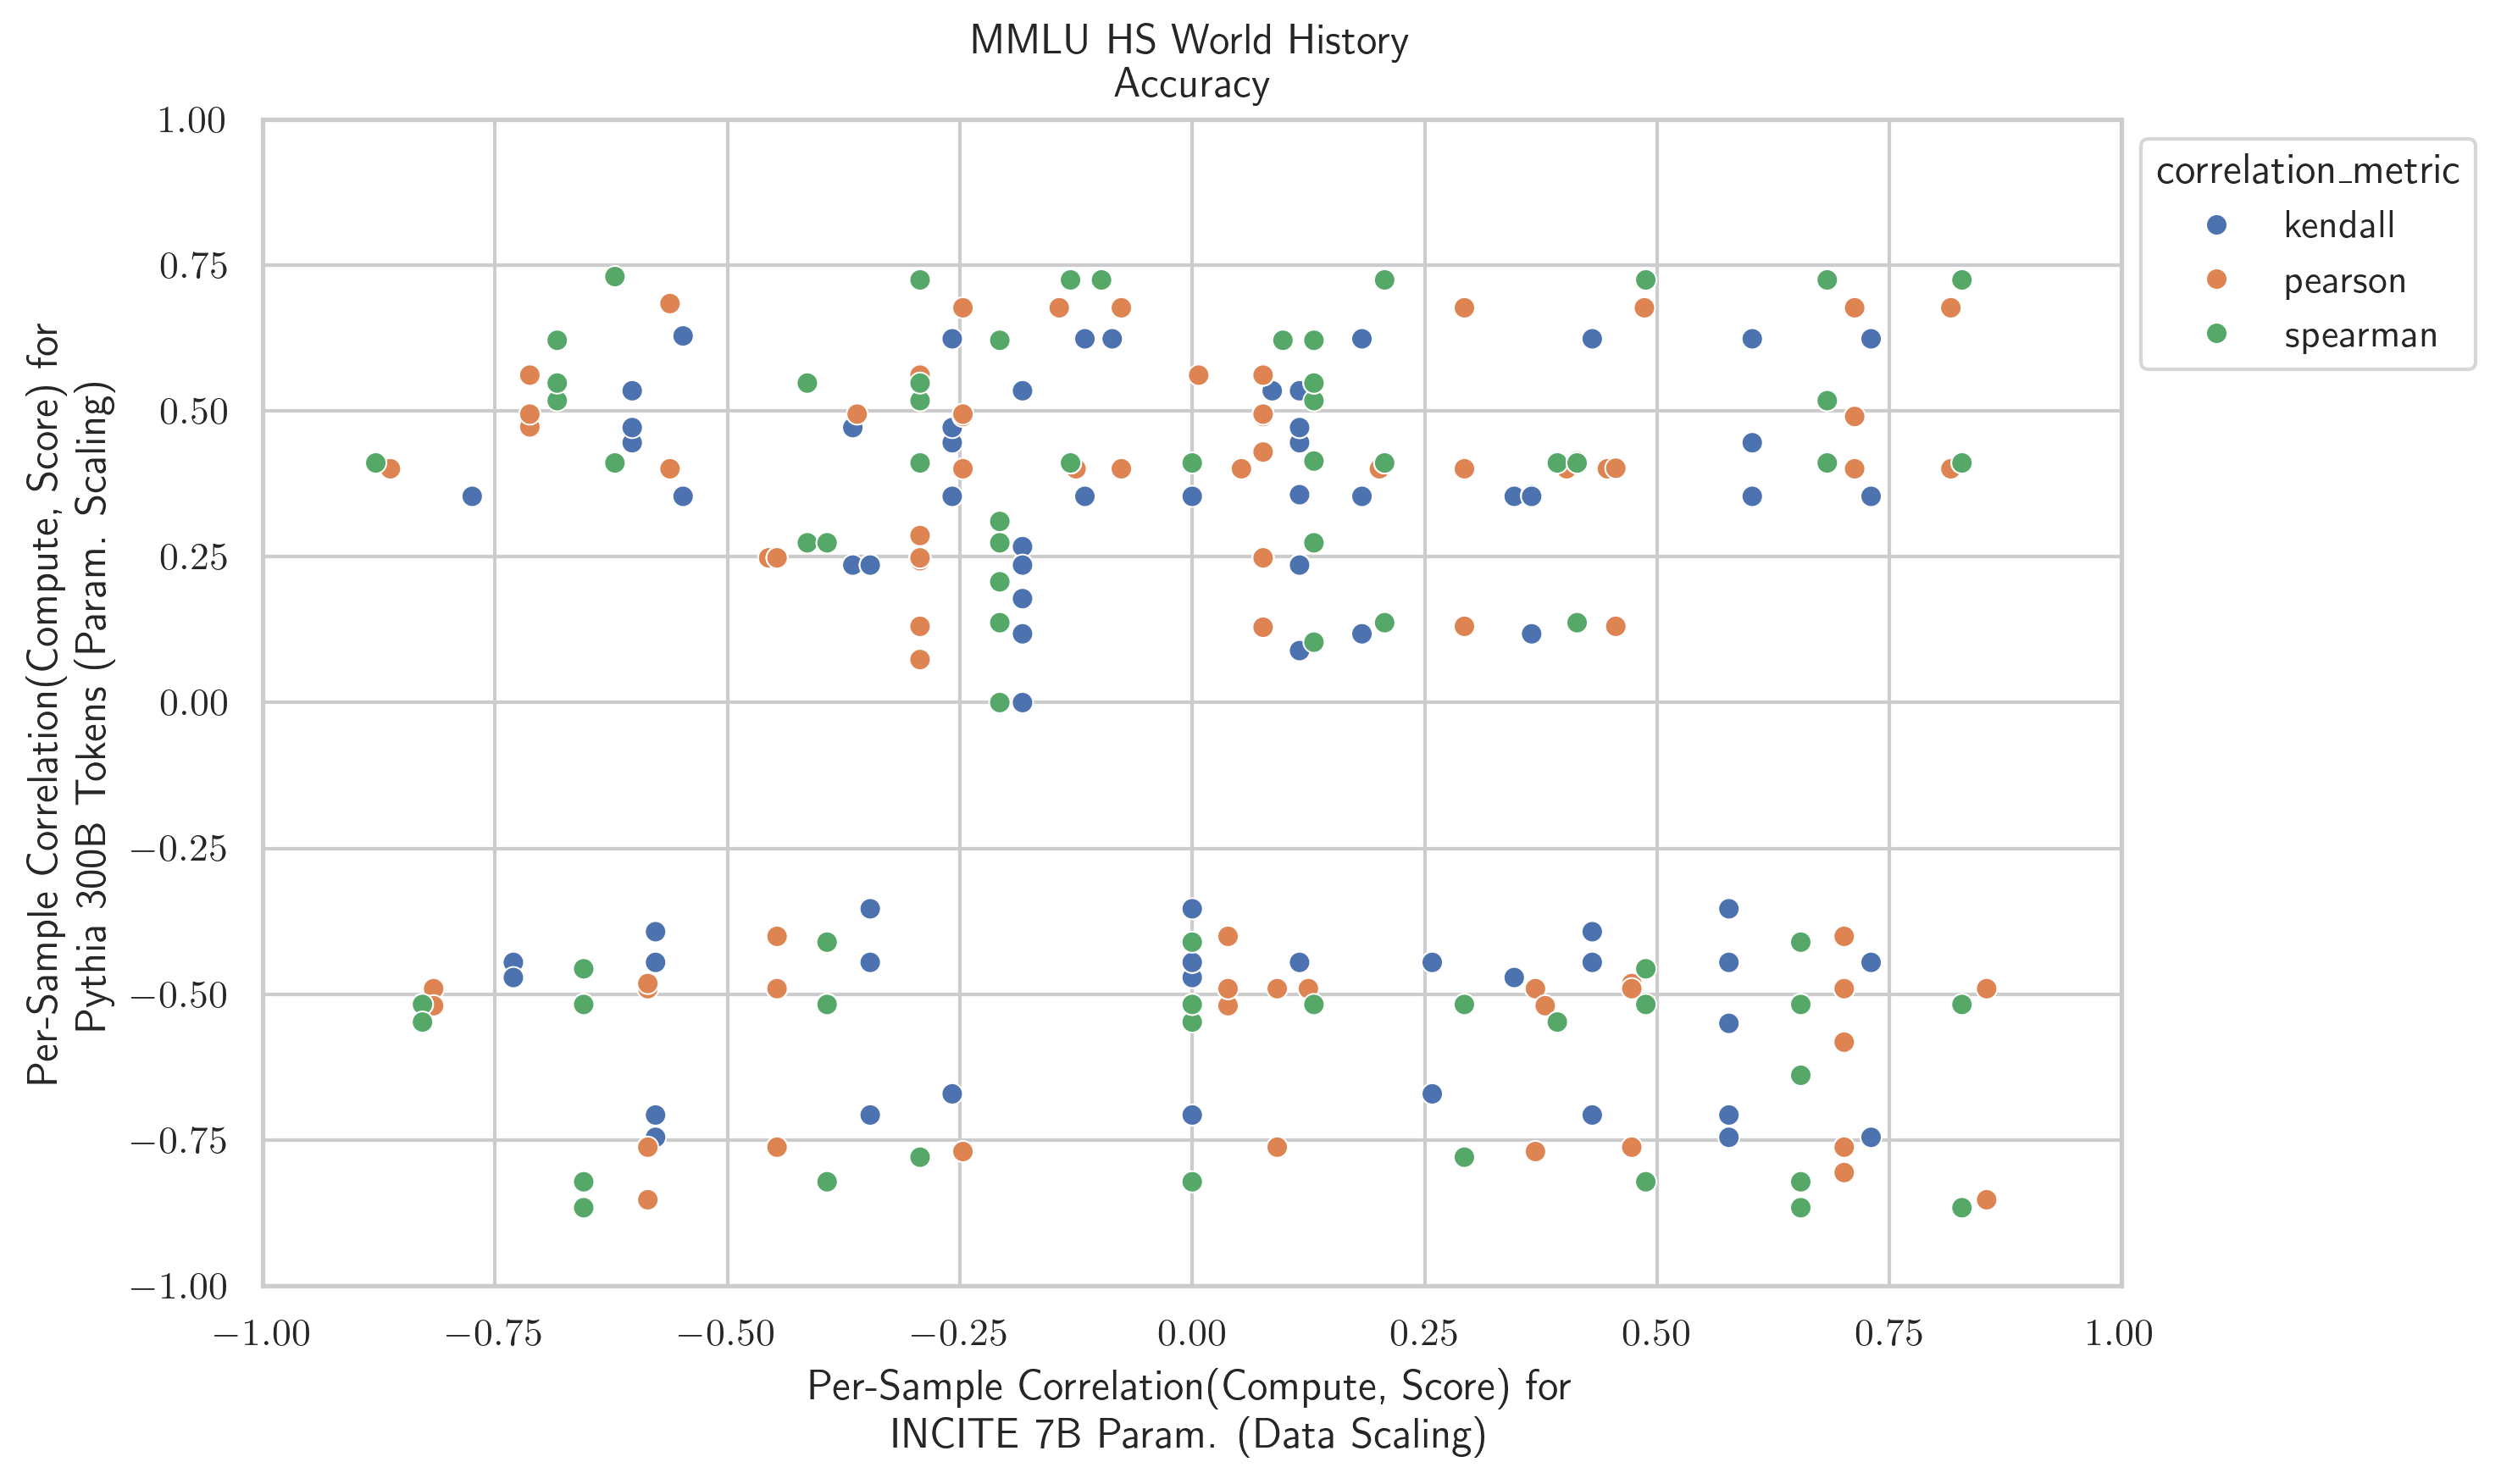 MMLU HS World History
Accuracy
1.00
0.75
0.50
0.25
0.00
−0.25
−0.50
−0.75
−1.00
−1.00
−0.75
−0.50
−0.25
0.00
0.25
0.50
0.75
1.00
Per-Sample Correlation(Compute, Score) for
Pythia 300B Tokens (Param. Scaling)
Per-Sample Correlation(Compute, Score) for
INCITE 7B Param. (Data Scaling)
correlation_metric
kendall
pearson
spearman